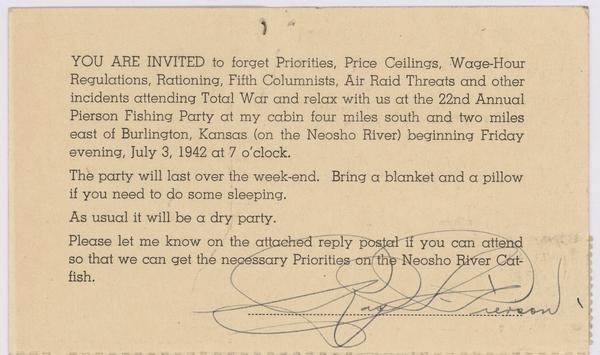 YOU ARE INVITED to forget Priorities, Price Ceilings, Wage-Hour
Regulations, Rationing, Fifth Columnists, Air Raid Threats and other
incidents attending Total War and relax with us at the 22nd Annual
Pierson Fishing Party at my cabin four miles south and two miles
east of Burlington, Kansas (on the Neosho River) beginning Friday
evening, July 3, 1942 at 7 o'clock.
The party will last over the week-end. Bring a blanket and a pillow
if you need to do some sleeping.
As usual it will be a dry party.
Please let me know on the attached reply postal if you can attend
so that we can get the necessary Priorities on the Neosho River Cat-
fish.
Pierson